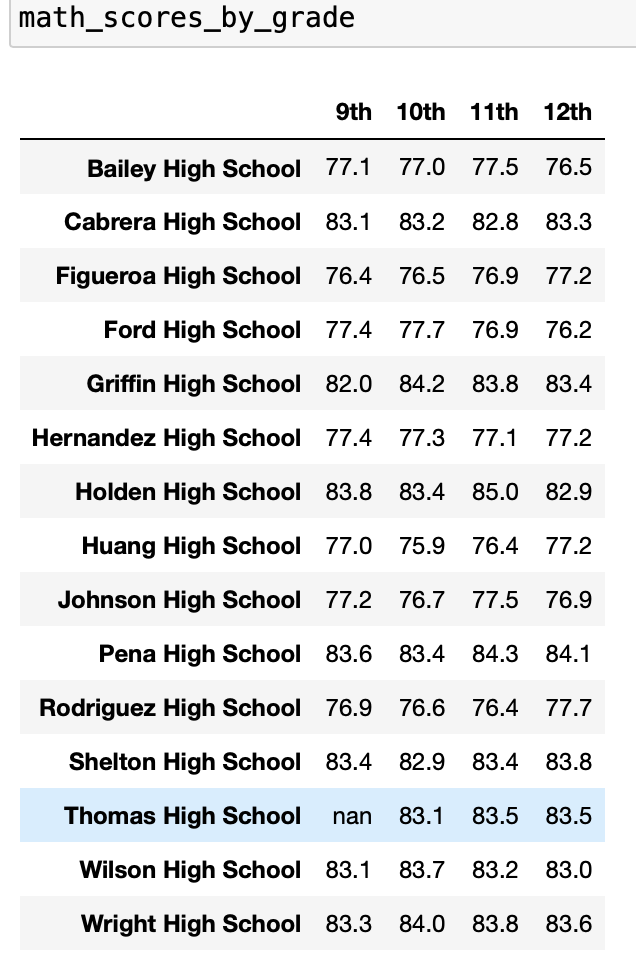 math_scores_by_grade
9th 10th 11th 12th
Bailey High School 77.1 77.0 77.5 76.5
Cabrera High School 83.1 83.2 82.8 83.3
Figueroa High School 76.4 76.5 76.9 77.2
Ford High School 77.4 77.7 76.9 76.2
Griffin High School 82.0 84.2 83.8 83.4
Hernandez High School 77.4 77.3 77.1 77.2
Holden High School 83.8 83.4 85.0 82.9
Huang High School 77.0 75.9 76.4 77.2
Johnson High School 77.2 76.7 77.5 76.9
Pena High School 83.6 83.4 84.3 84.1
Rodriguez High School 76.9 76.6 76.4 77.7
Shelton High School 83.4 82.9 83.4 83.8
Thomas High School nan 83.1 83.5 83.5
Wilson High School 83.1 83.7 83.2 83.0
Wright High School 83.3 84.0 83.8 83.6